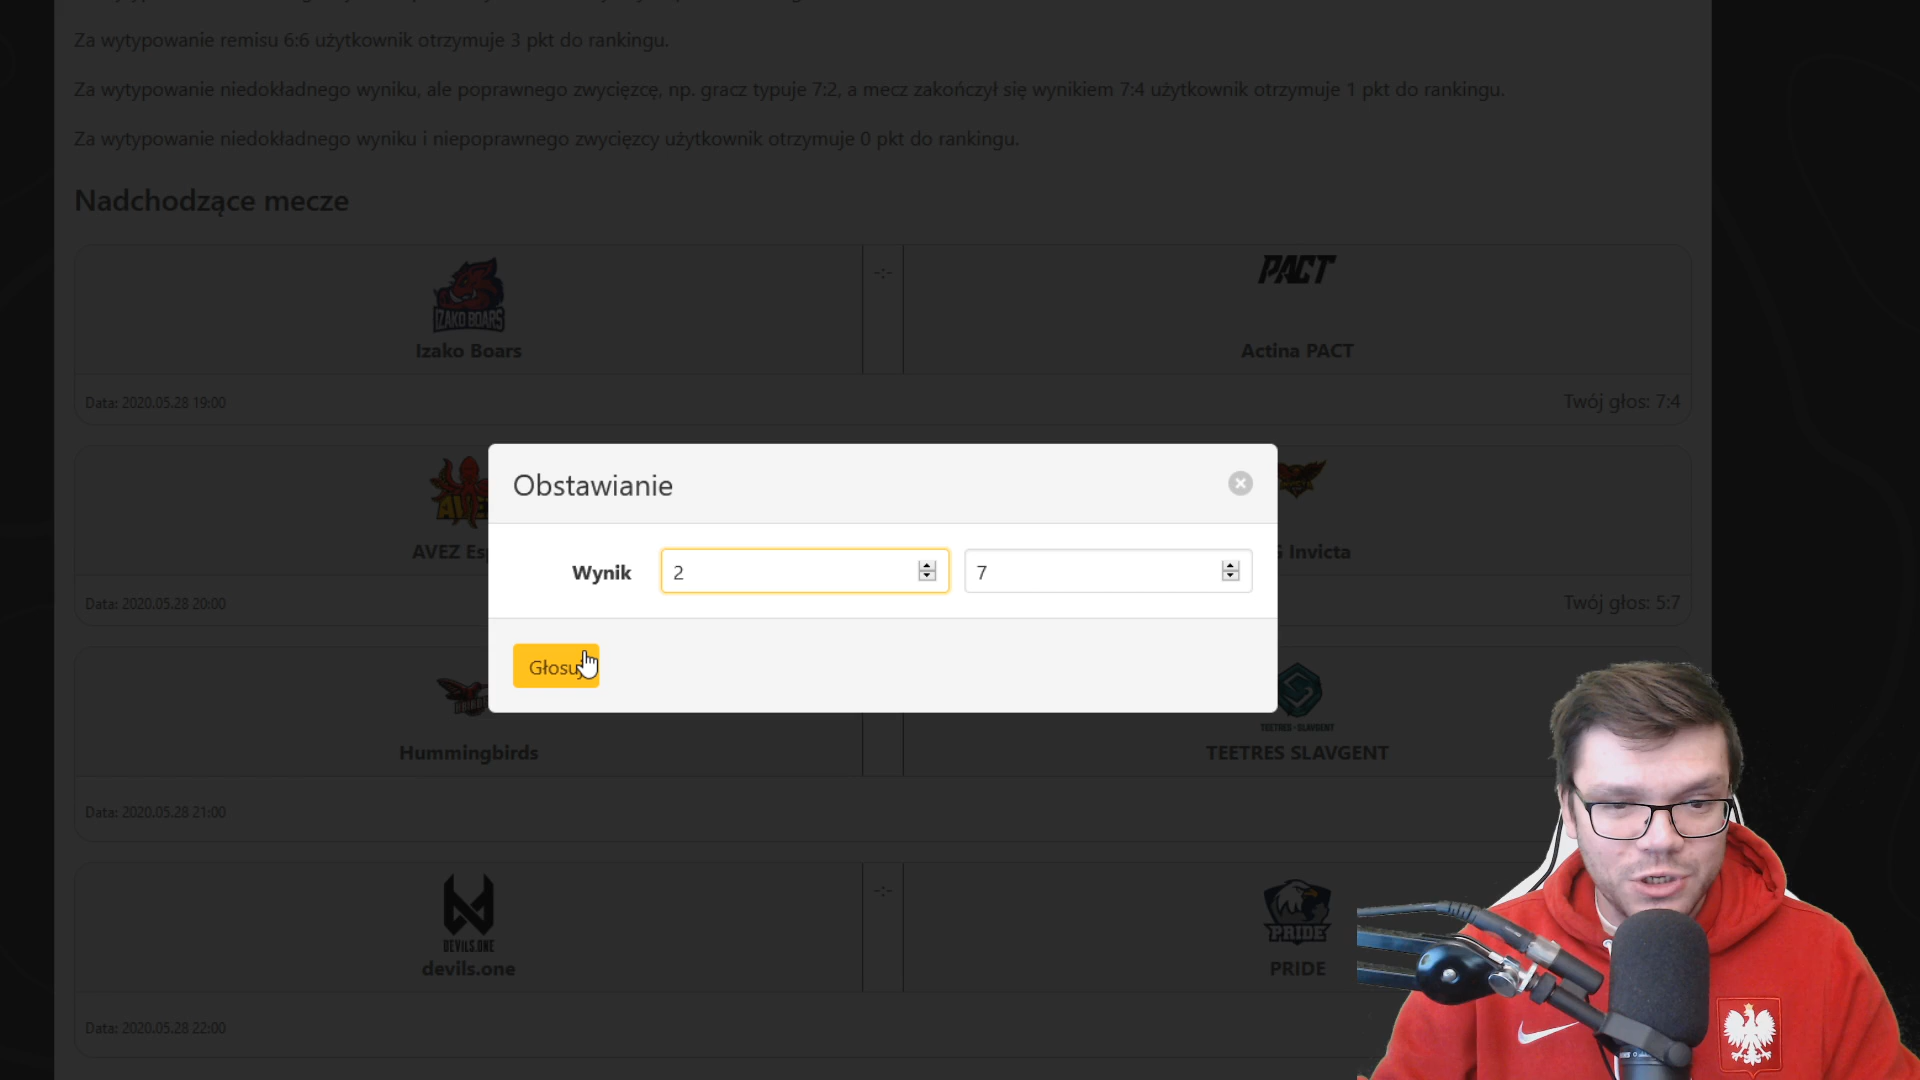 Za wytypowanie remisu 6:6 użytkownik otrzymuje 3 pkt do rankingu.
Za wytypowanie niedokładnego wyniku, ale poprawnego zwycięzcę, np. gracz typuje 7:2, a mecz zakończył się wynikiem 7:4 użytkownik otrzymuje 1 pkt do rankingu.
Za wytypowanie niedokładnego wyniku i niepoprawnego zwycięzcy użytkownik otrzymuje 0 pkt do rankingu.
Nadchodzące mecze
IZAKO BOARS
Izako Boars
-:-
PACT
Actina PACT
Data: 2020.05.28 19:00
Twój głos: 7:4
AVEZ
Invicta
Data: 2020.05.28 20:00
Twój głos: 5:7
Obstawianie
Wynik
2
7
Głosuj
Hummingbirds
TEETRES SLAVGENT
TEETRES SLAVGENT
Data: 2020.05.28 21:00
DEVILS.ONE
devils.one
-:-
PRIDE
PRIDE
Data: 2020.05.28 22:00